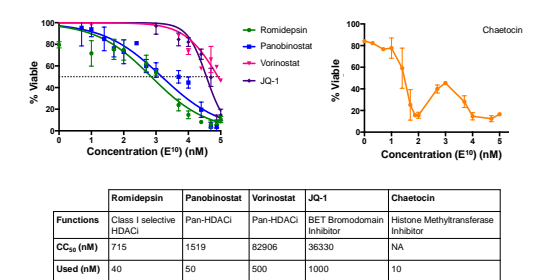 100
80
60
40
20
0
% Viable
0 1 2 3 4 5
Concentration (E¹⁰) (nM)
Romidepsin
Panobinostat
Vorinostat
JQ-1
Chaetocin
100
80
60
40
20
0
% Viable
0 1 2 3 4 5
Concentration (E¹⁰) (nM)
Romidepsin Panobinostat Vorinostat JQ-1 Chaetocin
Functions Class I selective Pan-HDACi Pan-HDACi BET Bromodomain Histone Methyltransferase
HDACi Inhibitor Inhibitor
CC₅₀ (nM) 715 1519 82906 36330 NA
Used (nM) 40 50 500 1000 10